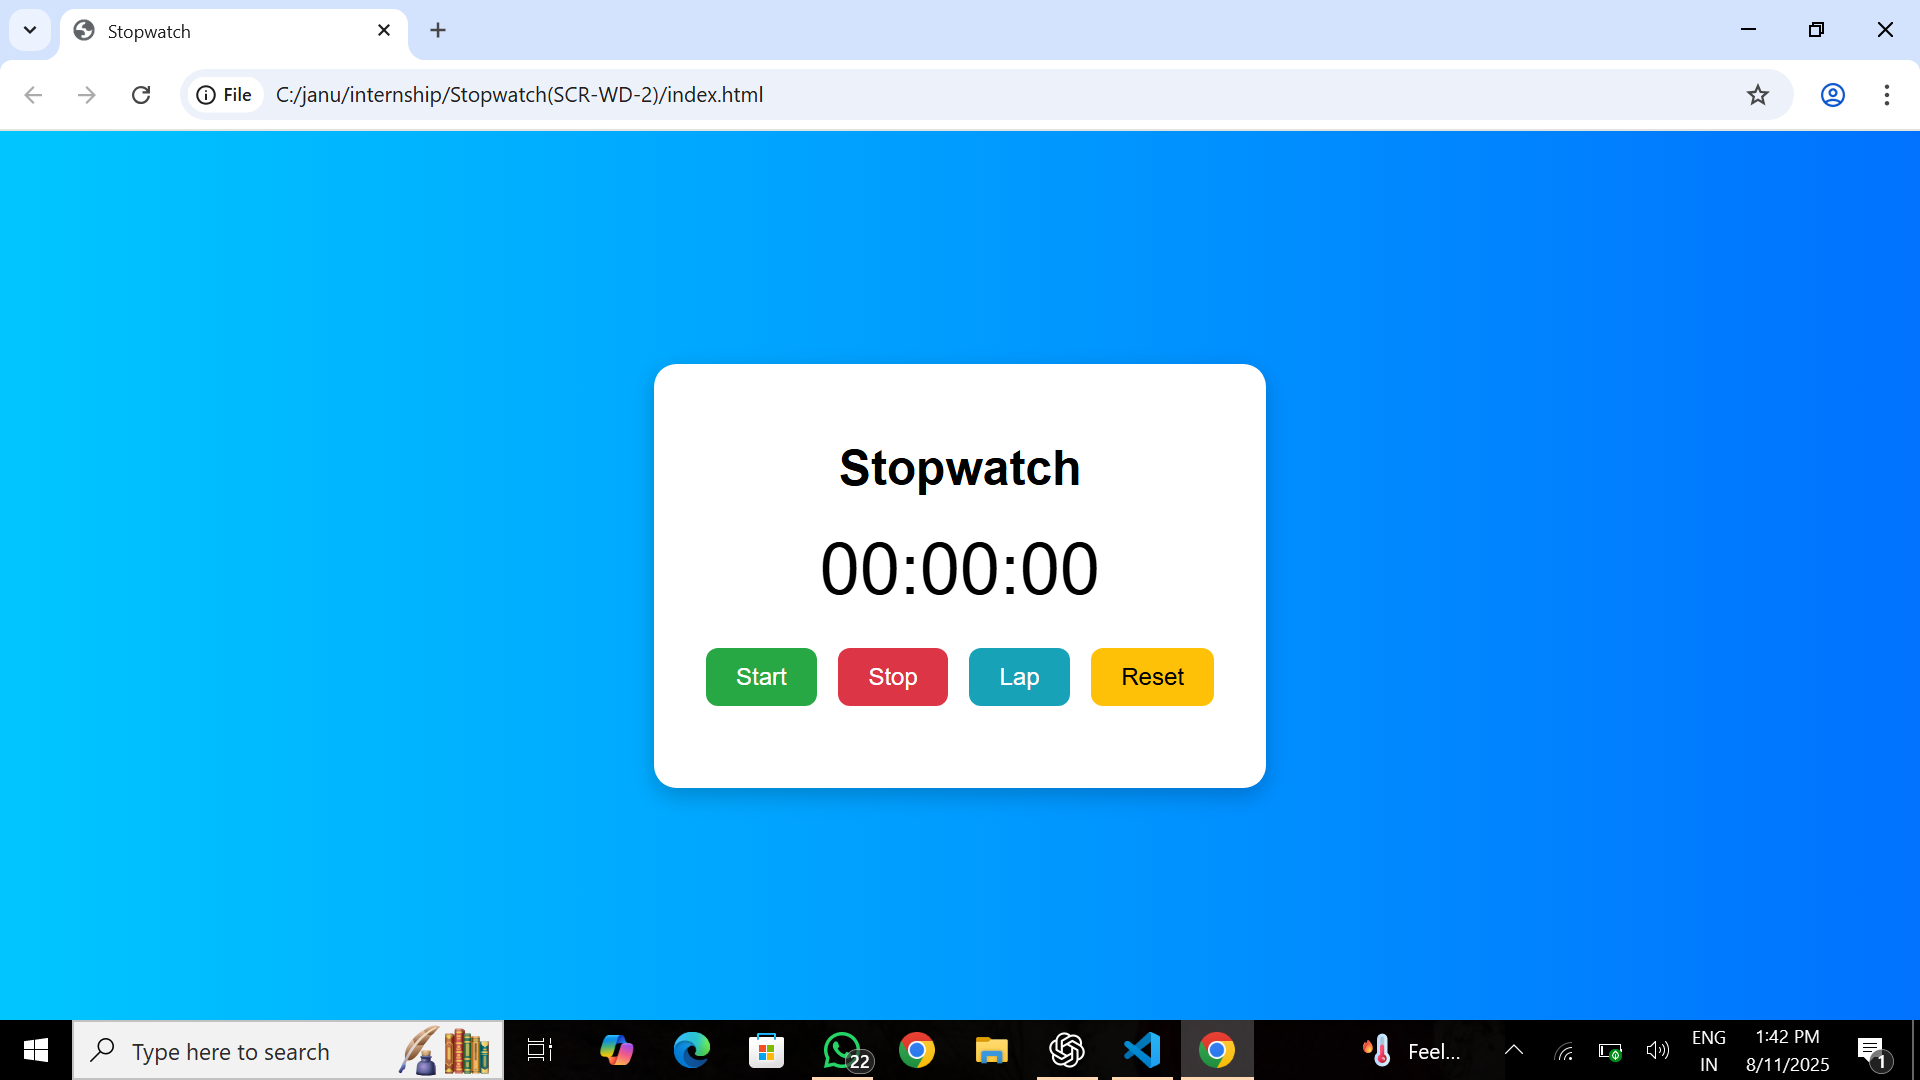 Stopwatch
File
C:/janu/internship/Stopwatch(SCR-WD-2)/index.html
Stopwatch
00:00:00
Start Stop Lap Reset
Type here to search
22
Feel...
ENG
IN
1:42 PM
8/11/2025
1